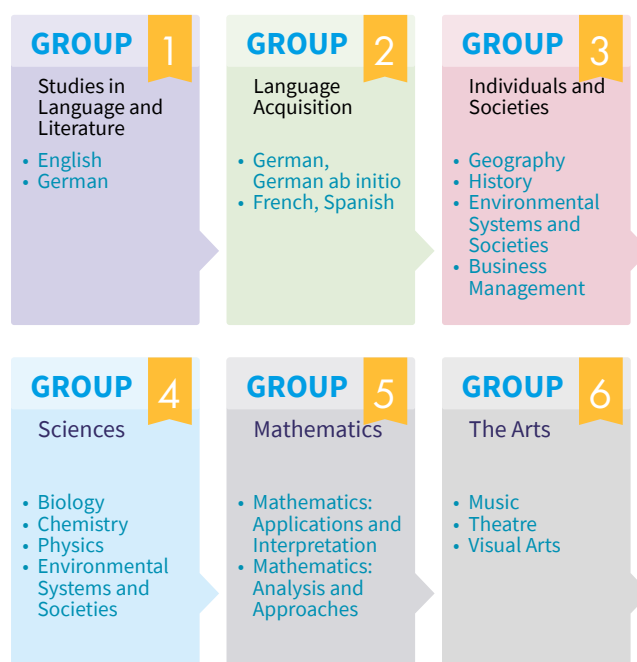 GROUP 1
Studies in
Language and
Literature
• English
• German
GROUP 2
Language
Acquisition
• German,
German ab initio
• French, Spanish
GROUP 3
Individuals and
Societies
• Geography
• History
• Environmental
Systems and
Societies
• Business
Management
GROUP 4
Sciences
• Biology
• Chemistry
• Physics
• Environmental
Systems and
Societies
GROUP 5
Mathematics
• Mathematics:
Applications and
Interpretation
• Mathematics:
Analysis and
Approaches
GROUP 6
The Arts
• Music
• Theatre
• Visual Arts